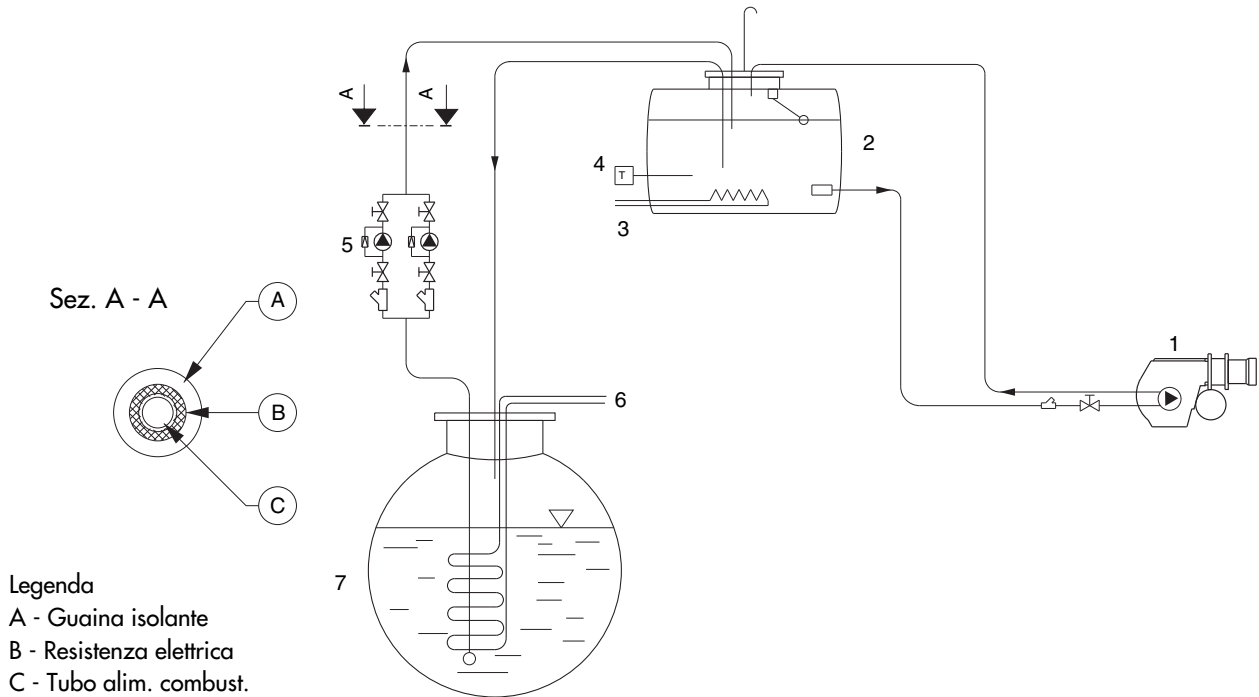 A
A
2
4
T
3
5
Sez. A - A
A
B
C
1
6
7
Legenda
A - Guaina isolante
B - Resistenza elettrica
C - Tubo alim. combust.